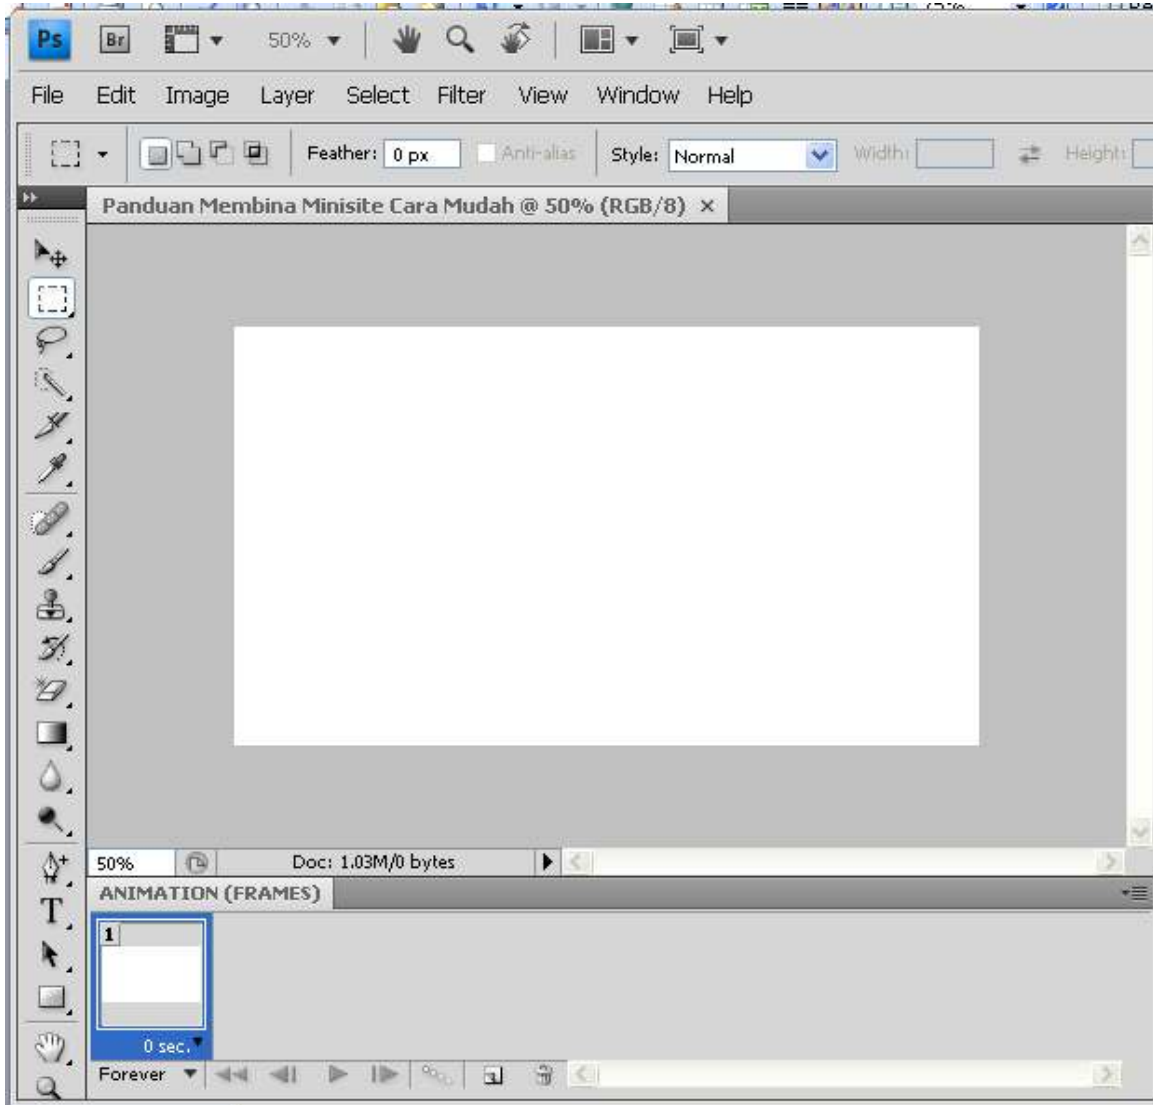 Ps Br 50%
File Edit Image Layer Select Filter View Window Help
Feather: 0 px Anti-alias Style: Normal Width: Height:
Panduan Membina Minisite Cara Mudah @ 50% (RGB/8) ×
50% Doc: 1.03M/0 bytes
ANIMATION (FRAMES)
1
0 sec.
Forever
T